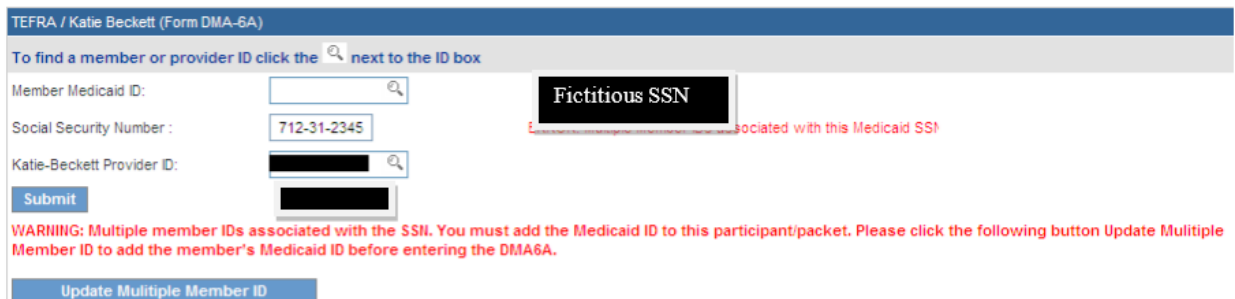 TEFRA / Katie Beckett (Form DMA-6A)
To find a member or provider ID click the next to the ID box
Member Medicaid ID:
Fictitious SSN
Social Security Number : 712-31-2345 sociated with this Medicaid SSN
Katie-Beckett Provider ID:
Submit
WARNING: Multiple member IDs associated with the SSN. You must add the Medicaid ID to this participant/packet. Please click the following button Update Mulitiple
Member ID to add the member's Medicaid ID before entering the DMA6A.
Update Mulitiple Member ID